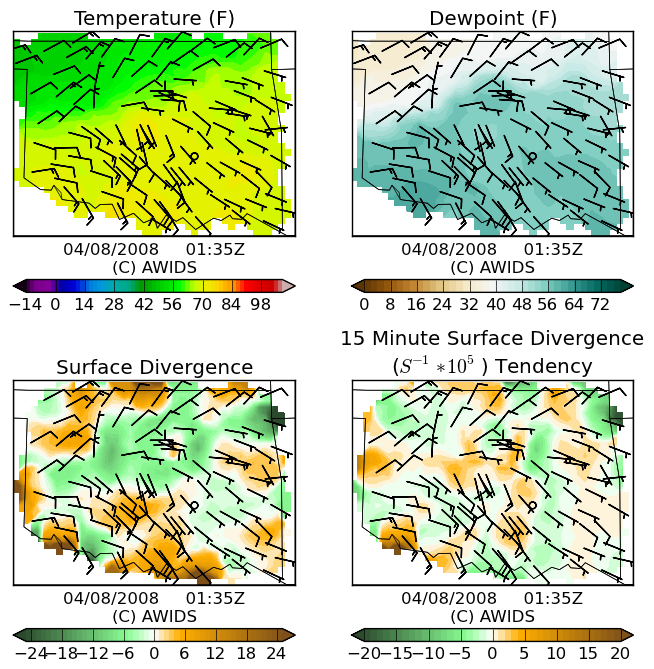 Temperature (F)
04/08/2008 01:35Z
(C) AWIDS
−14 0 14 28 42 56 70 84 98
Dewpoint (F)
04/08/2008 01:35Z
(C) AWIDS
0 8 16 24 32 40 48 56 64 72
Surface Divergence
04/08/2008 01:35Z
(C) AWIDS
−24 −18 −12 −6 0 6 12 18 24
15 Minute Surface Divergence
(S⁻¹ *10⁵ ) Tendency
04/08/2008 01:35Z
(C) AWIDS
−20 −15 −10 −5 0 5 10 15 20